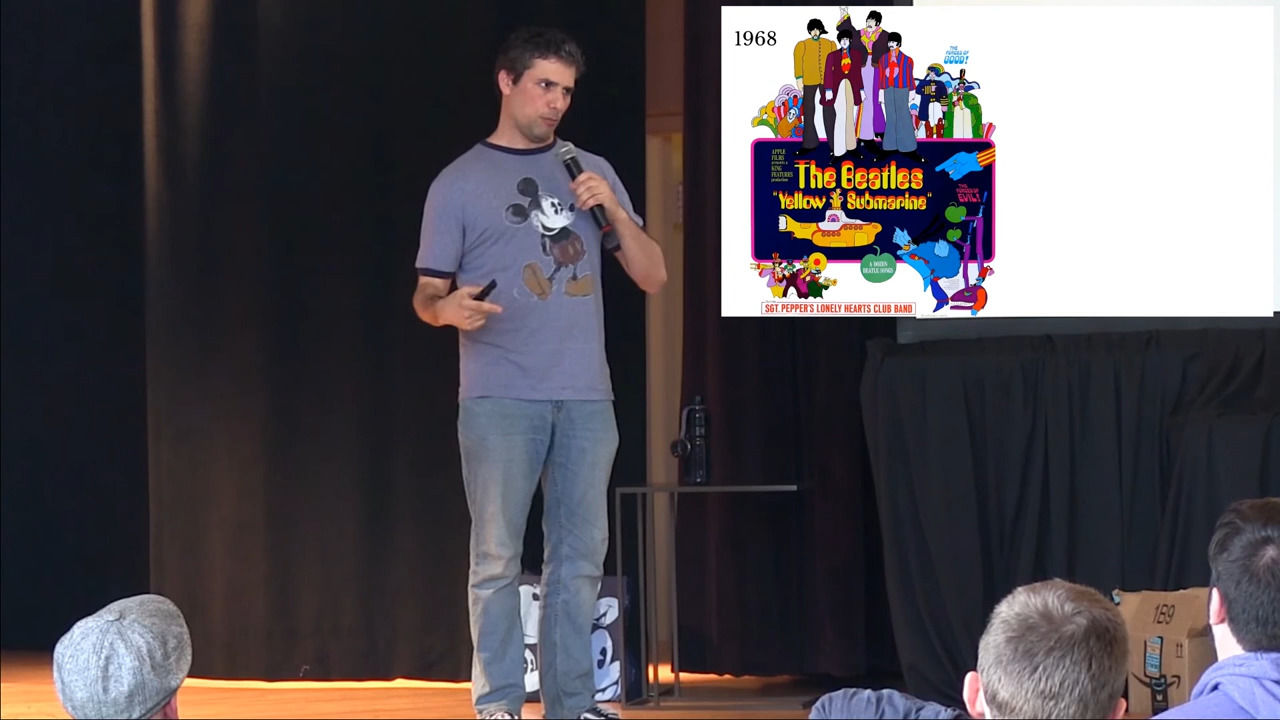 1968
THE
FORCES OF
GOOD!
APPLE
FILMS
presents a
KING
FEATURES
production
The Beatles
"Yellow Submarine"
THE
FORCES OF
EVIL!
A DOZEN
BEATLE SONGS
SGT. PEPPER'S LONELY HEARTS CLUB BAND
1B9